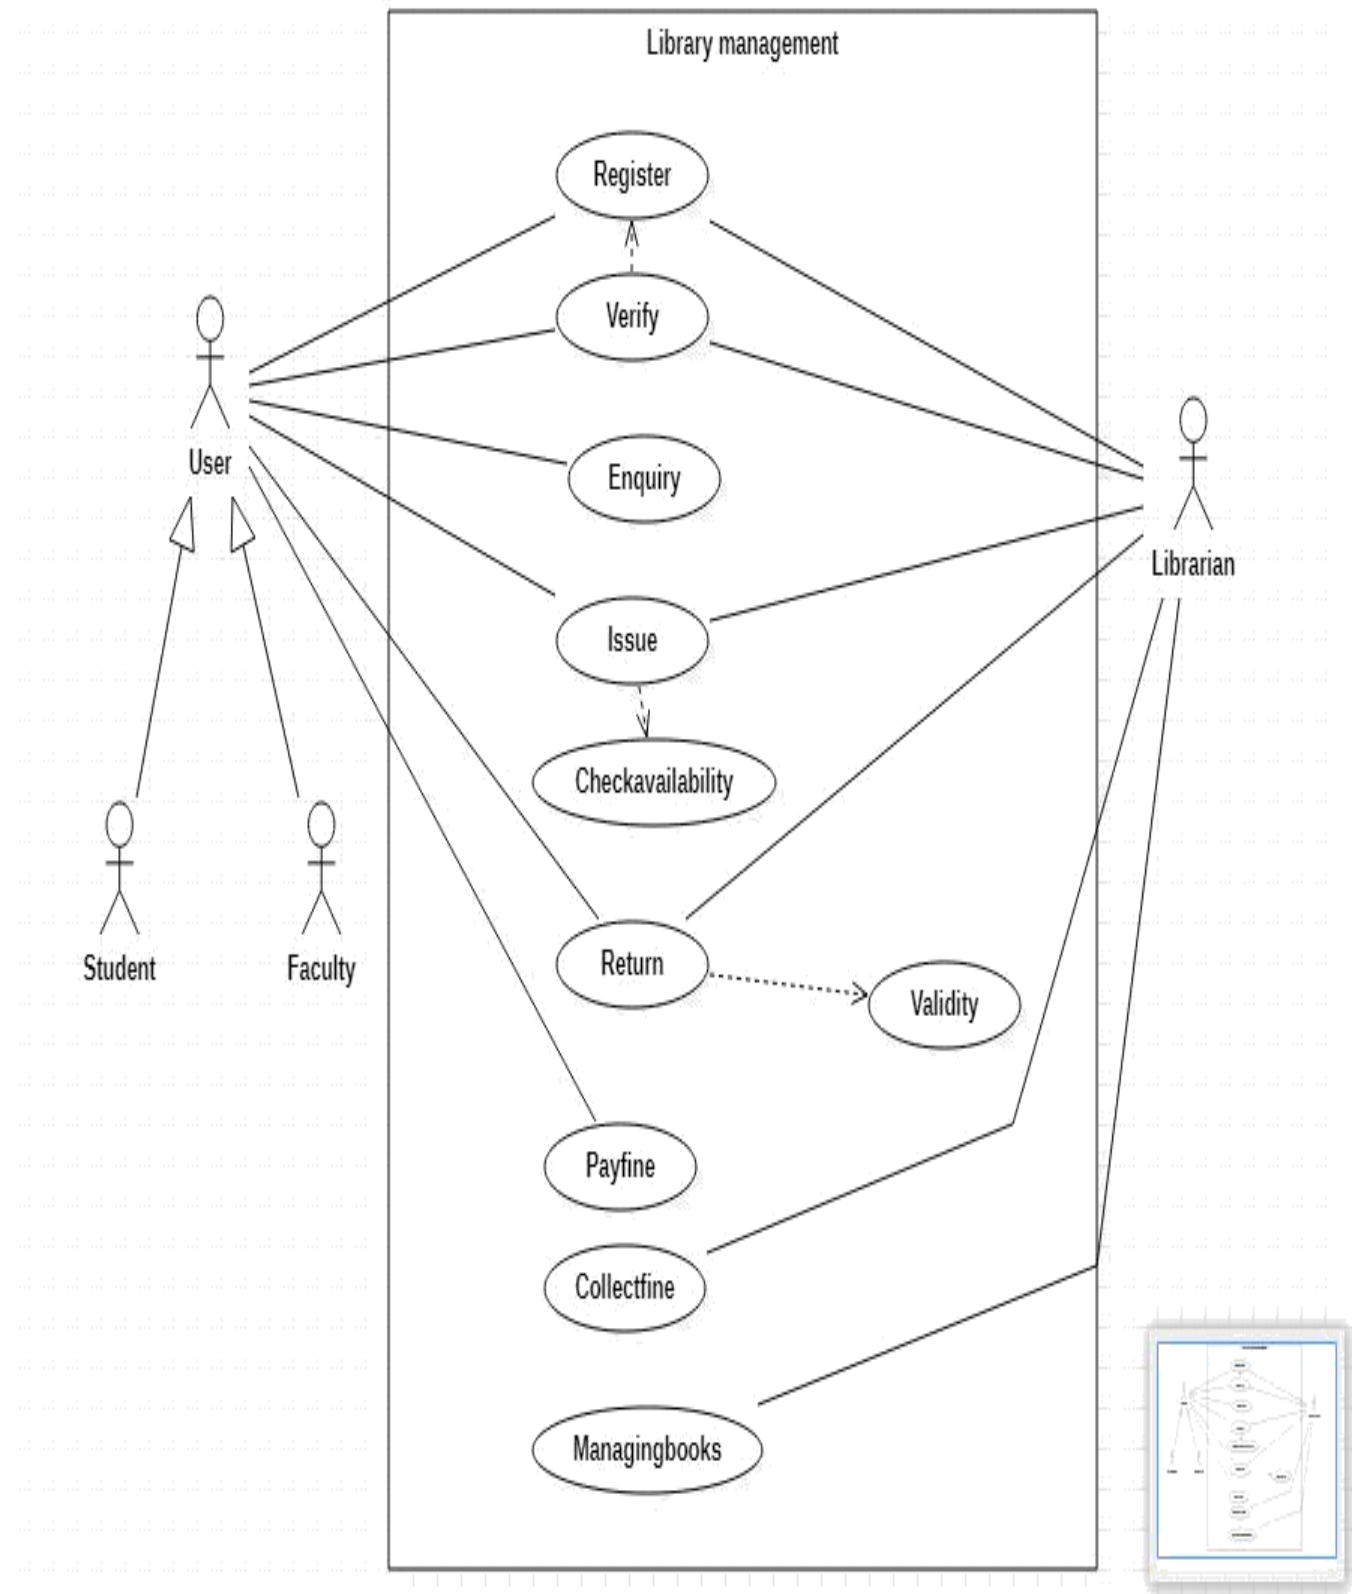 Library management
Register
Verify
User
Enquiry
Librarian
Issue
Checkavailability
Student
Faculty
Return
Validity
Payfine
Collectfine
Managingbooks